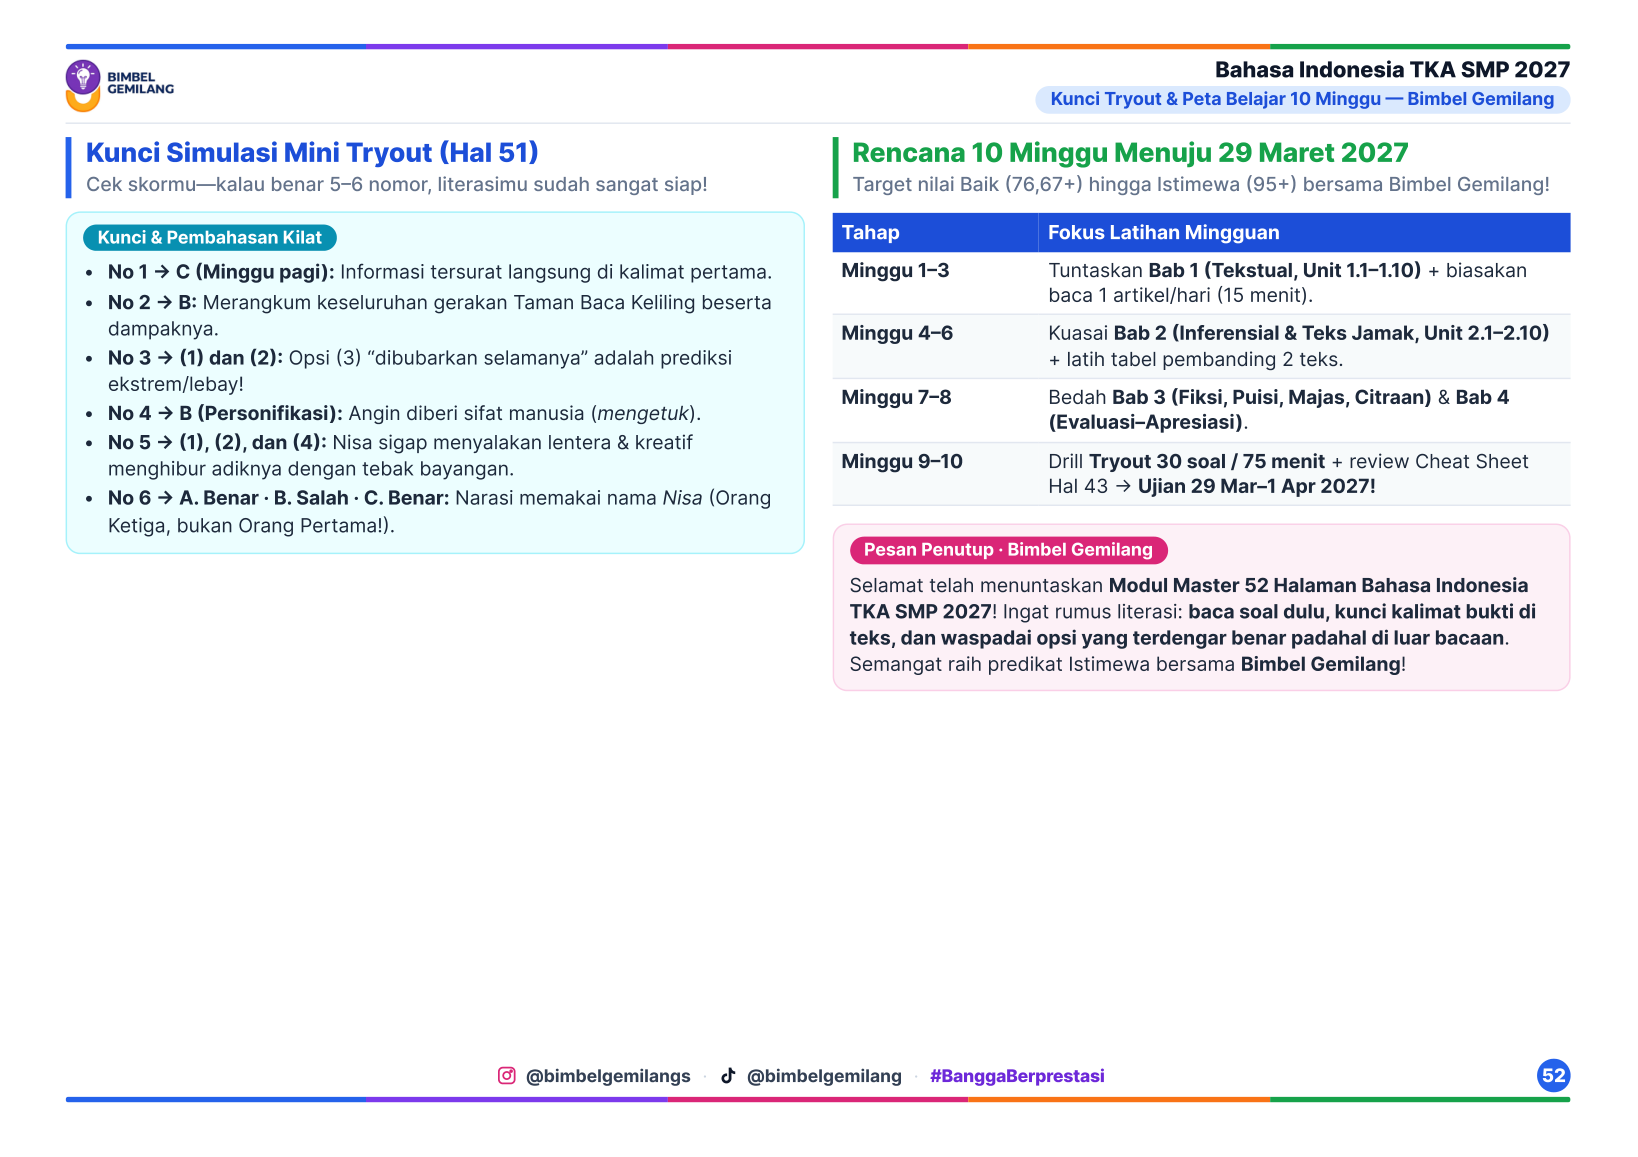 BIMBEL
GEMILANG
Bahasa Indonesia TKA SMP 2027
Kunci Tryout & Peta Belajar 10 Minggu — Bimbel Gemilang
Kunci Simulasi Mini Tryout (Hal 51)
Cek skormu—kalau benar 5–6 nomor, literasimu sudah sangat siap!
Kunci & Pembahasan Kilat
• No 1 → C (Minggu pagi): Informasi tersurat langsung di kalimat pertama.
• No 2 → B: Merangkum keseluruhan gerakan Taman Baca Keliling beserta
dampaknya.
• No 3 → (1) dan (2): Opsi (3) “dibubarkan selamanya” adalah prediksi
ekstrem/lebay!
• No 4 → B (Personifikasi): Angin diberi sifat manusia (mengetuk).
• No 5 → (1), (2), dan (4): Nisa sigap menyalakan lentera & kreatif
menghibur adiknya dengan tebak bayangan.
• No 6 → A. Benar · B. Salah · C. Benar: Narasi memakai nama Nisa (Orang
Ketiga, bukan Orang Pertama!).
Rencana 10 Minggu Menuju 29 Maret 2027
Target nilai Baik (76,67+) hingga Istimewa (95+) bersama Bimbel Gemilang!
Tahap Fokus Latihan Mingguan
Minggu 1–3 Tuntaskan Bab 1 (Tekstual, Unit 1.1–1.10) + biasakan
baca 1 artikel/hari (15 menit).
Minggu 4–6 Kuasai Bab 2 (Inferensial & Teks Jamak, Unit 2.1–2.10)
+ latih tabel pembanding 2 teks.
Minggu 7–8 Bedah Bab 3 (Fiksi, Puisi, Majas, Citraan) & Bab 4
(Evaluasi–Apresiasi).
Minggu 9–10 Drill Tryout 30 soal / 75 menit + review Cheat Sheet
Hal 43 → Ujian 29 Mar–1 Apr 2027!
Pesan Penutup · Bimbel Gemilang
Selamat telah menuntaskan Modul Master 52 Halaman Bahasa Indonesia
TKA SMP 2027! Ingat rumus literasi: baca soal dulu, kunci kalimat bukti di
teks, dan waspadai opsi yang terdengar benar padahal di luar bacaan.
Semangat raih predikat Istimewa bersama Bimbel Gemilang!
@bimbelgemilangs · @bimbelgemilang · #BanggaBerprestasi
52